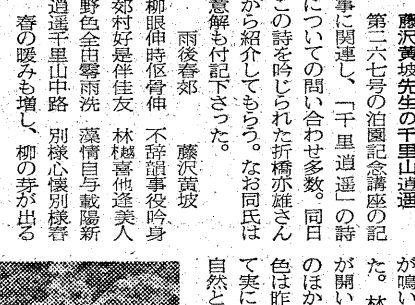 藤沢黄坡先生の千里山逍遥
第二六七号の泊園記念講座の記
事に関連し、「千里逍遥」の詩
についての問い合わせ多数。同日
この詩を吟じられた折橋亦雄さん
から紹介してもらう。なお同氏は
意解も付記下さった。
雨後春郊　藤沢黄坡
柳眼伸時伛骨伸　不辞韻事役吟身
郊村好是伴佳友　林樾喜他逢美人
野色全由零雨洗　藻情自与載陽新
逍遥千里山中路　別様心懐別様春
春の暖みも増し、柳の芽が出る
が鳴い
た。林
が開い
のほか
色は昨
て実に
自然と